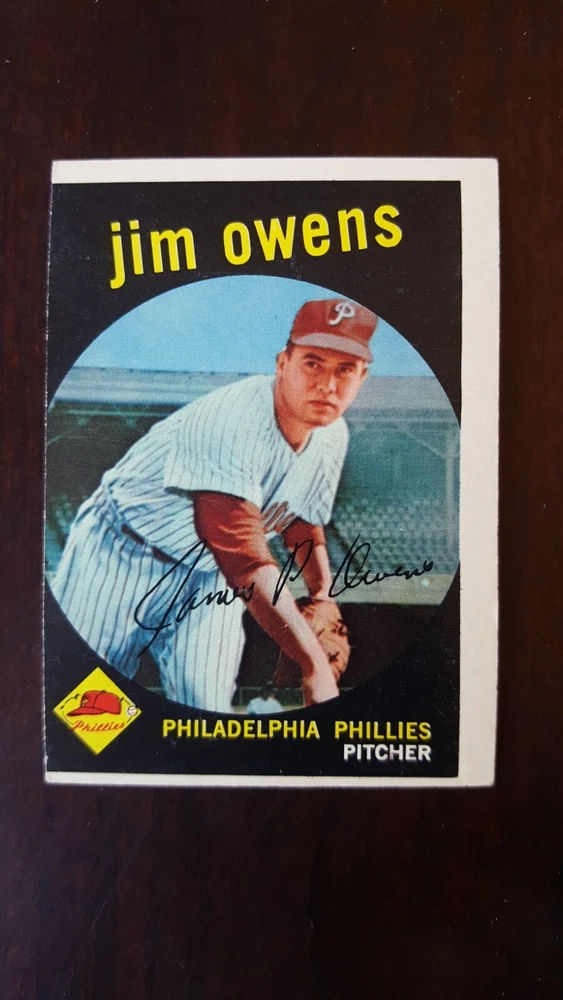 jim owens
P
James P. Owens
Phillies
PHILADELPHIA PHILLIES
PITCHER